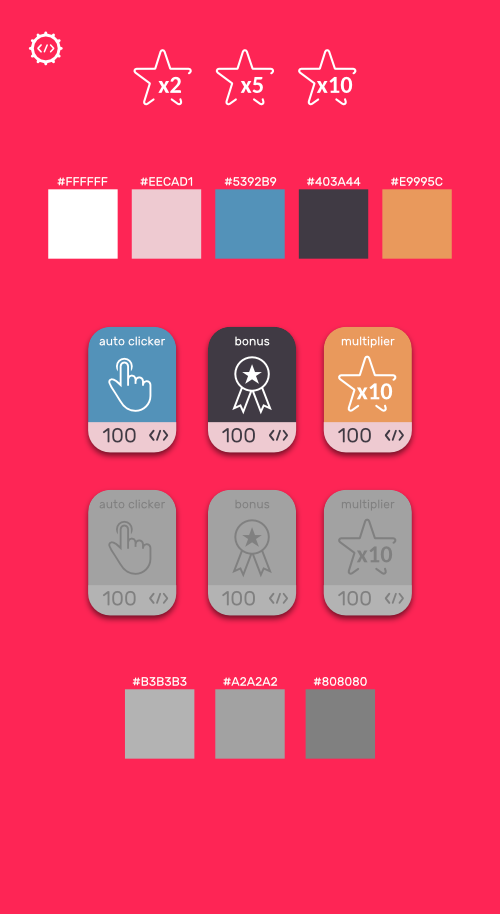 </>
x2 x5 x10
#FFFFFF #EECAD1 #5392B9 #403A44 #E9995C
auto clicker bonus multiplier
x10
100 </> 100 </> 100 </>
auto clicker bonus multiplier
x10
100 </> 100 </> 100 </>
#B3B3B3 #A2A2A2 #808080